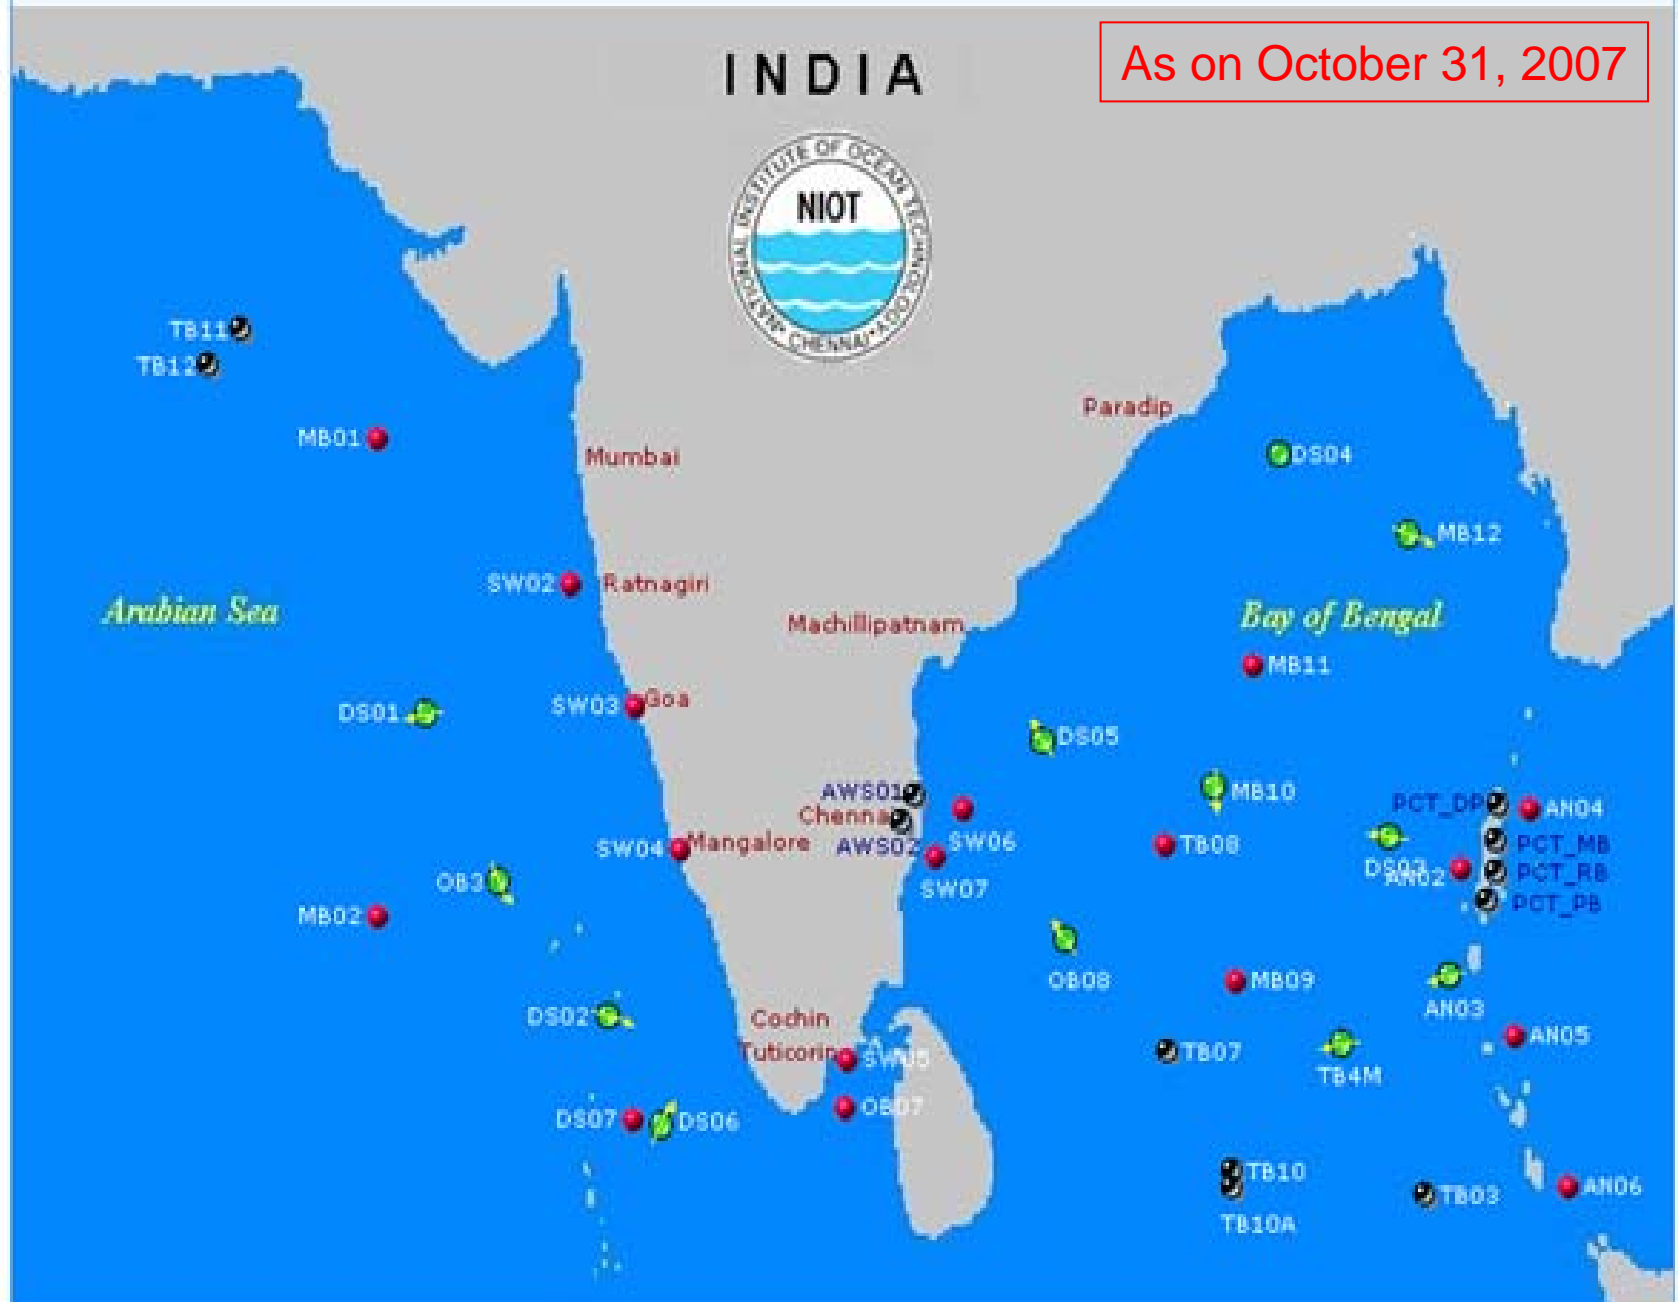 INDIA
As on October 31, 2007
NATIONAL INSTITUTE OF OCEAN TECHNOLOGY
NIOT
CHENNAI
TB11
TB12
Paradip
MB01
Mumbai
DS04
MB12
SW02
Ratnagiri
Arabian Sea
Machillipatnam
Bay of Bengal
MB11
SW03
Goa
DS01
DS05
AWS01
MB10
PCT_DP
AN04
Chenna
SW04
Mangalore
AWS02
SW06
TB08
PCT_MB
DS03
AN02
PCT_RB
OB3
SW07
PCT_PB
MB02
OB08
MB09
AN03
DS02
Cochin
Tuticorin
SW05
TB07
AN05
TB4M
DS07
DS06
OB07
TB10
TB03
AN06
TB10A